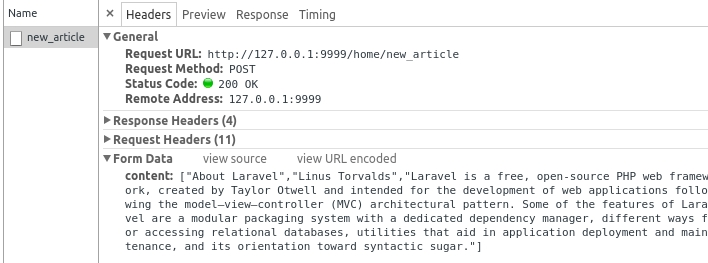 Name
× Headers Preview Response Timing
new_article
▼General
Request URL: http://127.0.0.1:9999/home/new_article
Request Method: POST
Status Code: 200 OK
Remote Address: 127.0.0.1:9999
▶Response Headers (4)
▶Request Headers (11)
▼Form Data view source view URL encoded
content: ["About Laravel","Linus Torvalds","Laravel is a free, open-source PHP web framew
ork, created by Taylor Otwell and intended for the development of web applications follo
wing the model–view–controller (MVC) architectural pattern. Some of the features of Lara
vel are a modular packaging system with a dedicated dependency manager, different ways f
or accessing relational databases, utilities that aid in application deployment and main
tenance, and its orientation toward syntactic sugar."]